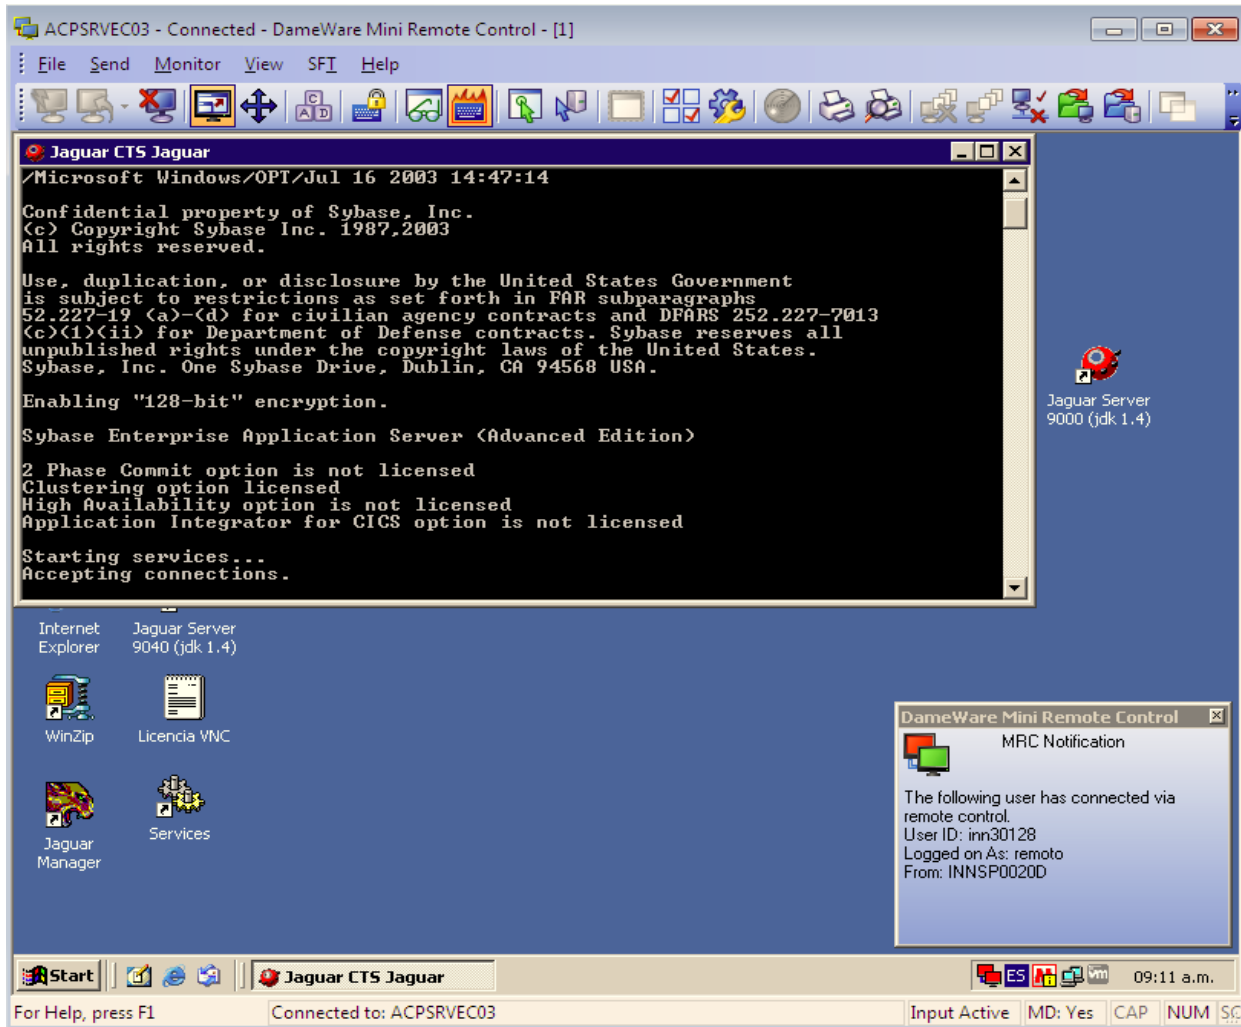 ACPSRVEC03 - Connected - DameWare Mini Remote Control - [1]
File Send Monitor View SFT Help
Jaguar CTS Jaguar
/Microsoft Windows/OPT/Jul 16 2003 14:47:14
Confidential property of Sybase, Inc.
(c) Copyright Sybase Inc. 1987,2003
All rights reserved.
Use, duplication, or disclosure by the United States Government
is subject to restrictions as set forth in FAR subparagraphs
52.227-19 (a)-(d) for civilian agency contracts and DFARS 252.227-7013
(c)(1)(ii) for Department of Defense contracts. Sybase reserves all
unpublished rights under the copyright laws of the United States.
Sybase, Inc. One Sybase Drive, Dublin, CA 94568 USA.
Enabling "128-bit" encryption.
Sybase Enterprise Application Server (Advanced Edition)
2 Phase Commit option is not licensed
Clustering option licensed
High Availability option is not licensed
Application Integrator for CICS option is not licensed
Starting services...
Accepting connections.
Jaguar Server
9000 (jdk 1.4)
Internet
Explorer
Jaguar Server
9040 (jdk 1.4)
WinZip
Licencia VNC
Jaguar
Manager
Services
DameWare Mini Remote Control
MRC Notification
The following user has connected via
remote control.
User ID: inn30128
Logged on As: remoto
From: INNSP0020D
Start
Jaguar CTS Jaguar
ES
vm
09:11 a.m.
For Help, press F1
Connected to: ACPSRVEC03
Input Active
MD: Yes
CAP
NUM